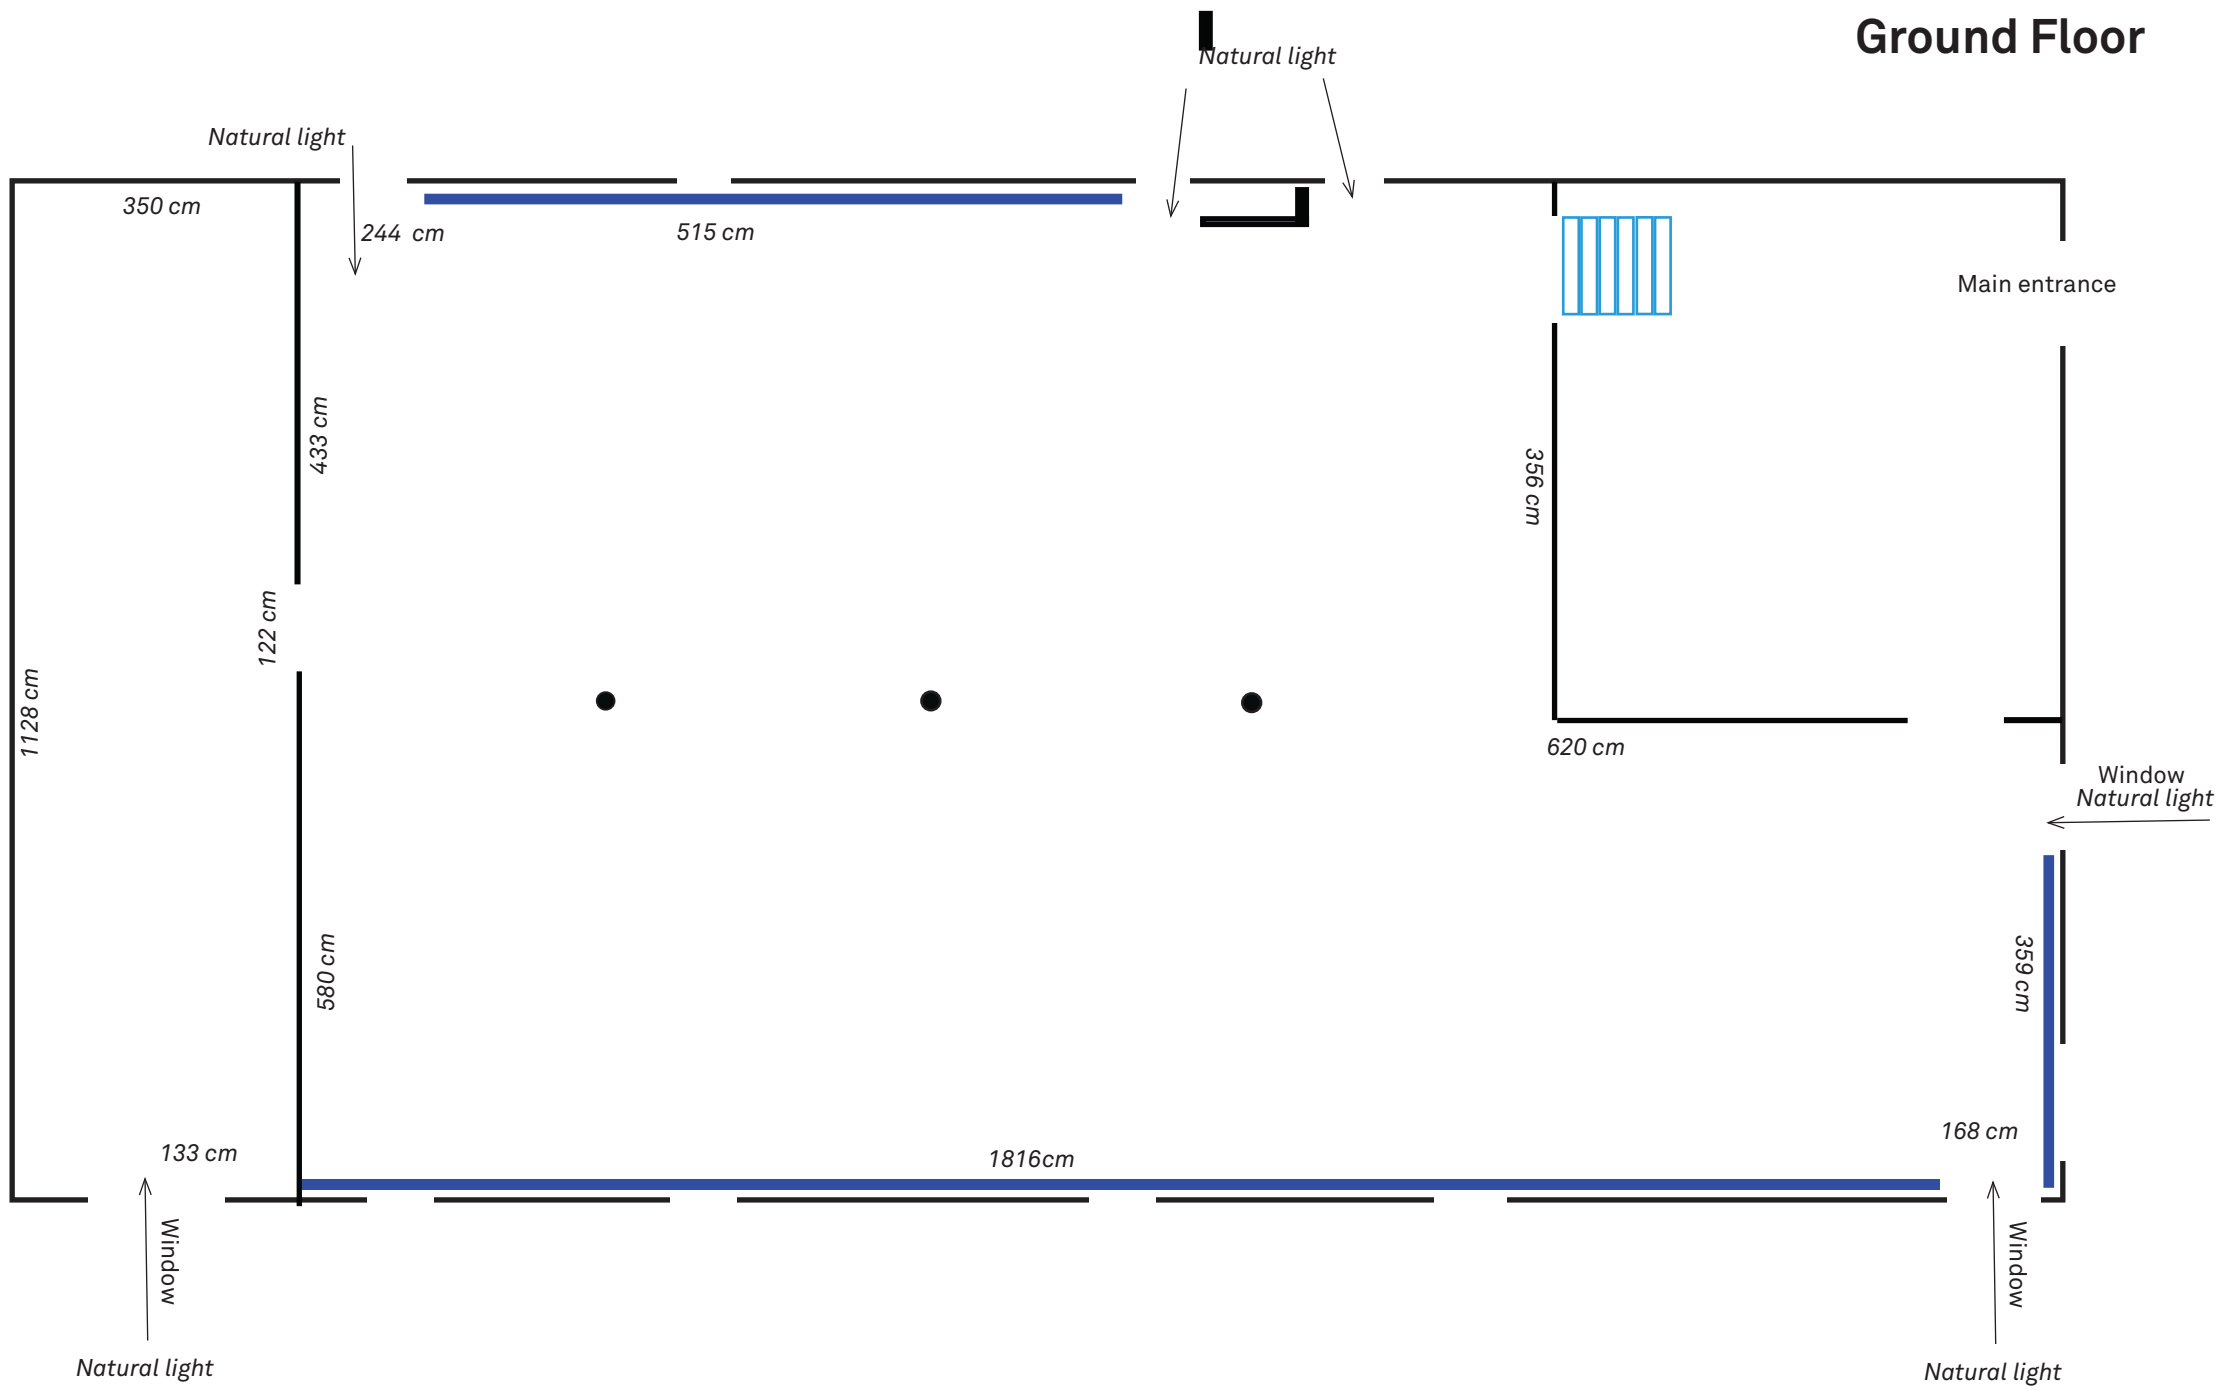 Ground Floor
Natural light
Natural light
350 cm
244 cm
515 cm
Main entrance
433 cm
356 cm
122 cm
1128 cm
620 cm
Window
Natural light
580 cm
359 cm
168 cm
133 cm
1816cm
Window
Window
Natural light
Natural light